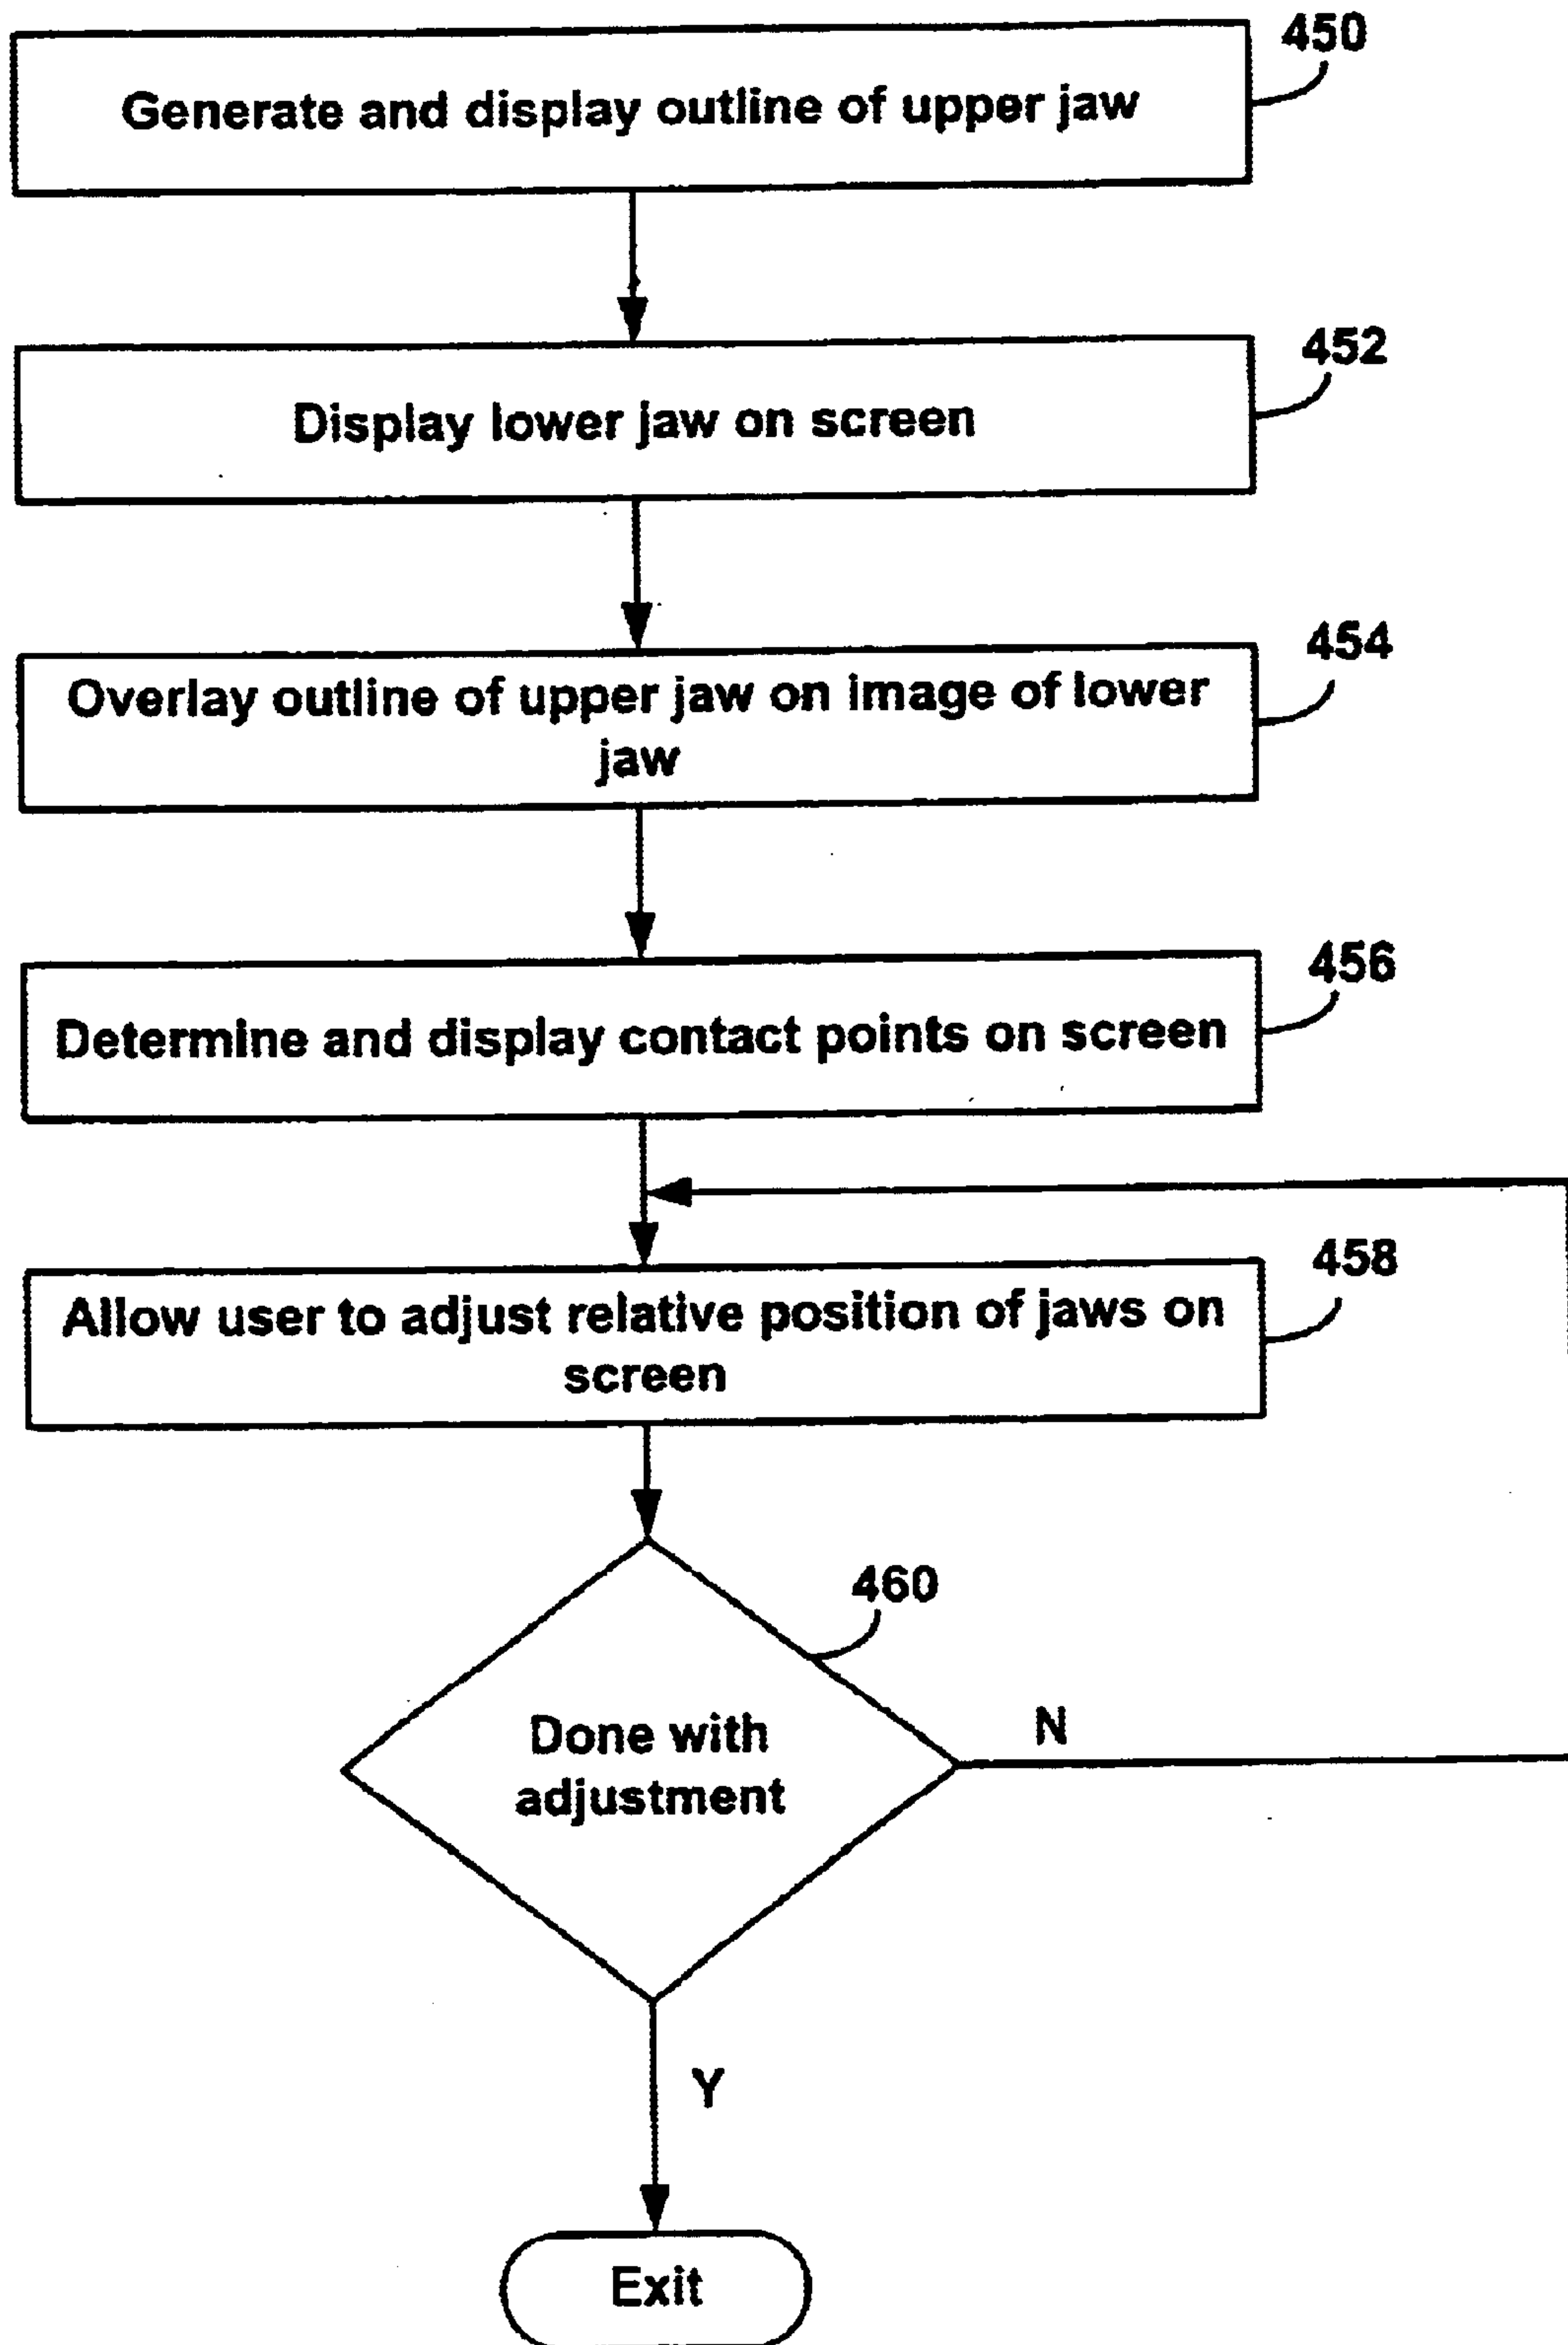 450
Generate and display outline of upper jaw
452
Display lower jaw on screen
454
Overlay outline of upper jaw on image of lower
jaw
456
Determine and display contact points on screen
458
Allow user to adjust relative position of jaws on
screen
460
Done with
adjustment
N
Y
Exit